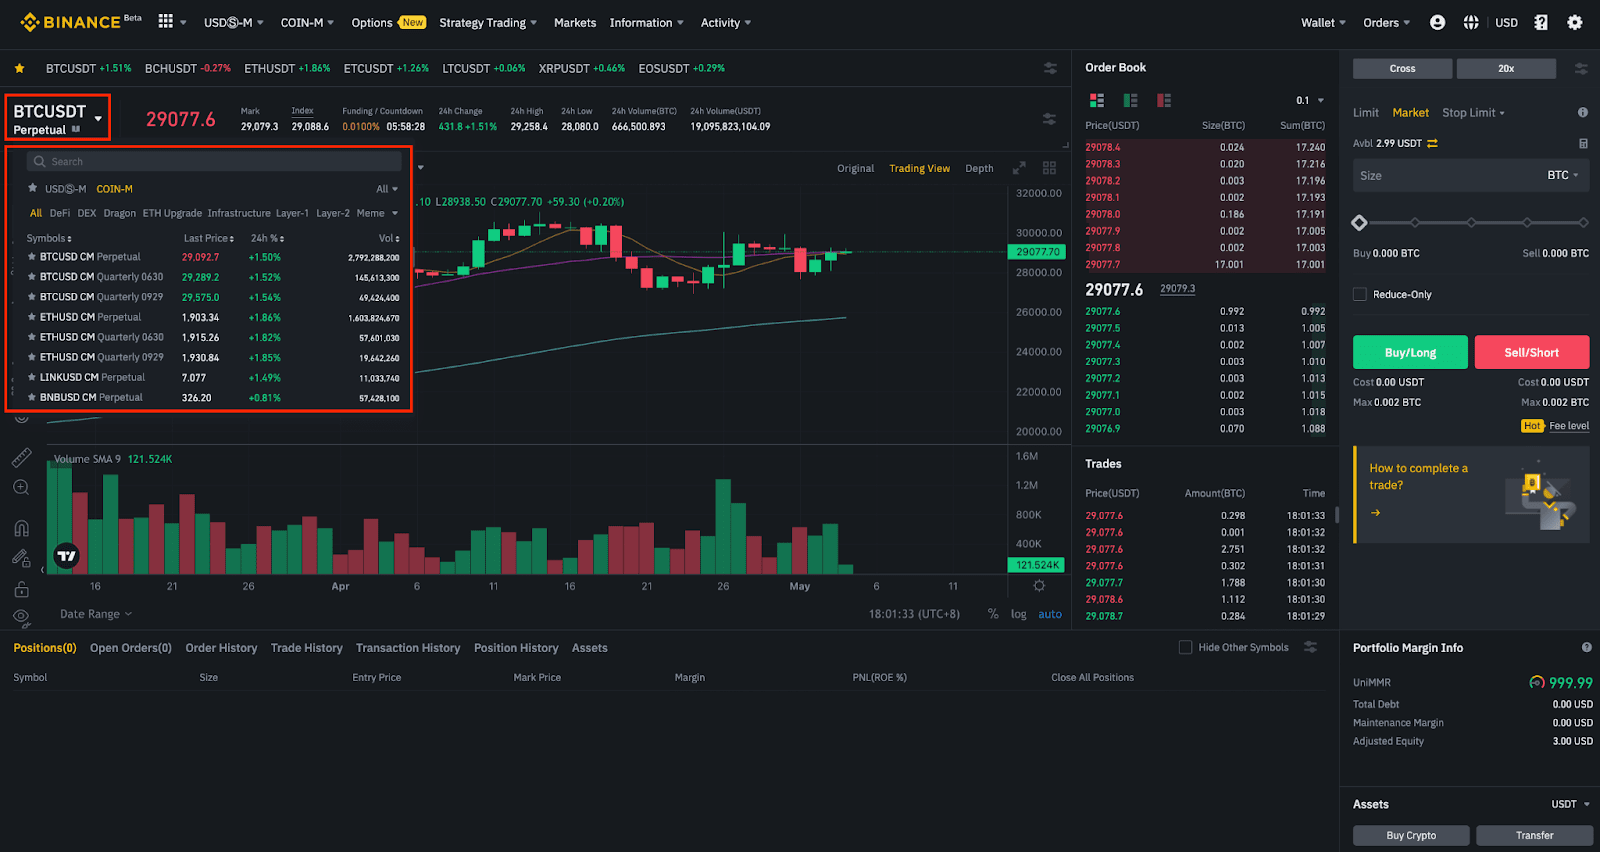 BINANCE Beta USDⓈ-M COIN-M Options New Strategy Trading Markets Information Activity Wallet Orders USD
BTCUSDT +1.51% BCHUSDT -0.27% ETHUSDT +1.86% ETCUSDT +1.26% LTCUSDT +0.06% XRPUSDT +0.46% EOSUSDT +0.29%
BTCUSDT
Perpetual
29077.6
Mark Index Funding / Countdown 24h Change 24h High 24h Low 24h Volume(BTC) 24h Volume(USDT)
29,079.3 29,088.6 0.0100% 05:58:28 431.8 +1.51% 29,258.4 28,080.0 666,500.893 19,095,823,104.09
Search
USDⓈ-M COIN-M All
All DeFi DEX Dragon ETH Upgrade Infrastructure Layer-1 Layer-2 Meme
Symbols Last Price 24h % Vol
BTCUSD CM Perpetual 29,092.7 +1.50% 2,792,288,200
BTCUSD CM Quarterly 0630 29,289.2 +1.52% 145,613,300
BTCUSD CM Quarterly 0929 29,575.0 +1.54% 49,424,400
ETHUSD CM Perpetual 1,903.34 +1.86% 1,603,824,670
ETHUSD CM Quarterly 0630 1,915.26 +1.82% 57,601,030
ETHUSD CM Quarterly 0929 1,930.84 +1.85% 19,642,260
LINKUSD CM Perpetual 7.077 +1.49% 11,033,740
BNBUSD CM Perpetual 326.20 +0.81% 57,428,100
Original Trading View Depth
.10 L28938.50 C29077.70 +59.30 (+0.20%)
32000.00
30000.00
29077.70
28000.00
26000.00
24000.00
22000.00
20000.00
Volume SMA 9 121.524K
1.6M
1.2M
800K
400K
121.524K
16 21 26 Apr 6 11 16 21 26 May 6 11
Date Range 18:01:33 (UTC+8) % log auto
Order Book
0.1
Price(USDT) Size(BTC) Sum(BTC)
29078.4 0.024 17.240
29078.3 0.020 17.216
29078.2 0.003 17.196
29078.1 0.002 17.193
29078.0 0.186 17.191
29077.9 0.002 17.005
29077.8 0.002 17.003
29077.7 17.001 17.001
29077.6 29079.3
29077.6 0.992 0.992
29077.5 0.013 1.005
29077.4 0.002 1.007
29077.3 0.003 1.010
29077.2 0.003 1.013
29077.1 0.002 1.015
29077.0 0.003 1.018
29076.9 0.070 1.088
Trades
Price(USDT) Amount(BTC) Time
29,077.6 0.298 18:01:33
29,077.6 0.001 18:01:32
29,077.6 2.751 18:01:32
29,077.6 0.302 18:01:31
29,077.7 1.788 18:01:30
29,078.6 1.112 18:01:30
29,078.7 0.284 18:01:29
Cross 20x
Limit Market Stop Limit
Avbl 2.99 USDT
Size BTC
Buy 0.000 BTC Sell 0.000 BTC
Reduce-Only
Buy/Long Sell/Short
Cost 0.00 USDT Cost 0.00 USDT
Max 0.002 BTC Max 0.002 BTC
Hot Fee level
How to complete a
trade?
Positions(0) Open Orders(0) Order History Trade History Transaction History Position History Assets Hide Other Symbols
Symbol Size Entry Price Mark Price Margin PNL(ROE %) Close All Positions
Portfolio Margin Info
UniMMR 999.99
Total Debt 0.00 USD
Maintenance Margin 0.00 USD
Adjusted Equity 3.00 USD
Assets USDT
Buy Crypto Transfer